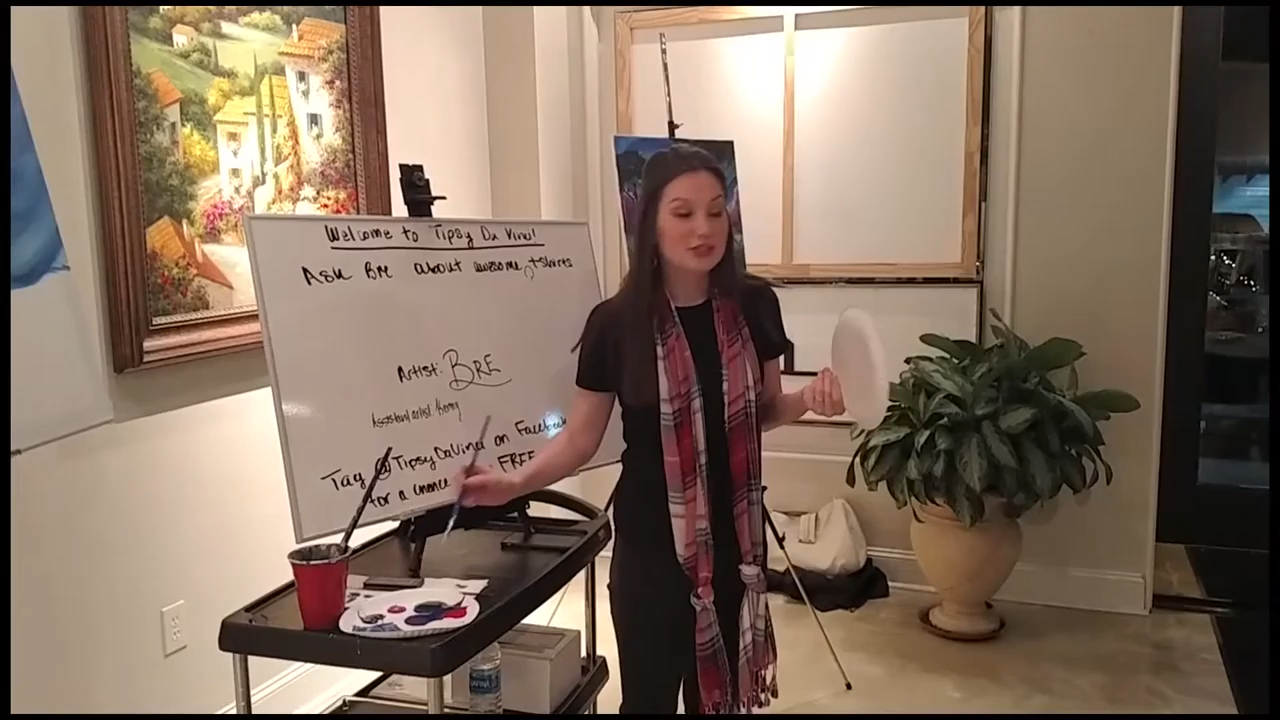 Welcome to Tipsy Da Vinci!
Ask Bre about awesome t-shirts
Artist: BRE
Assistant artist:
Tag @TipsyDaVinci on Facebook
for a chance FREE